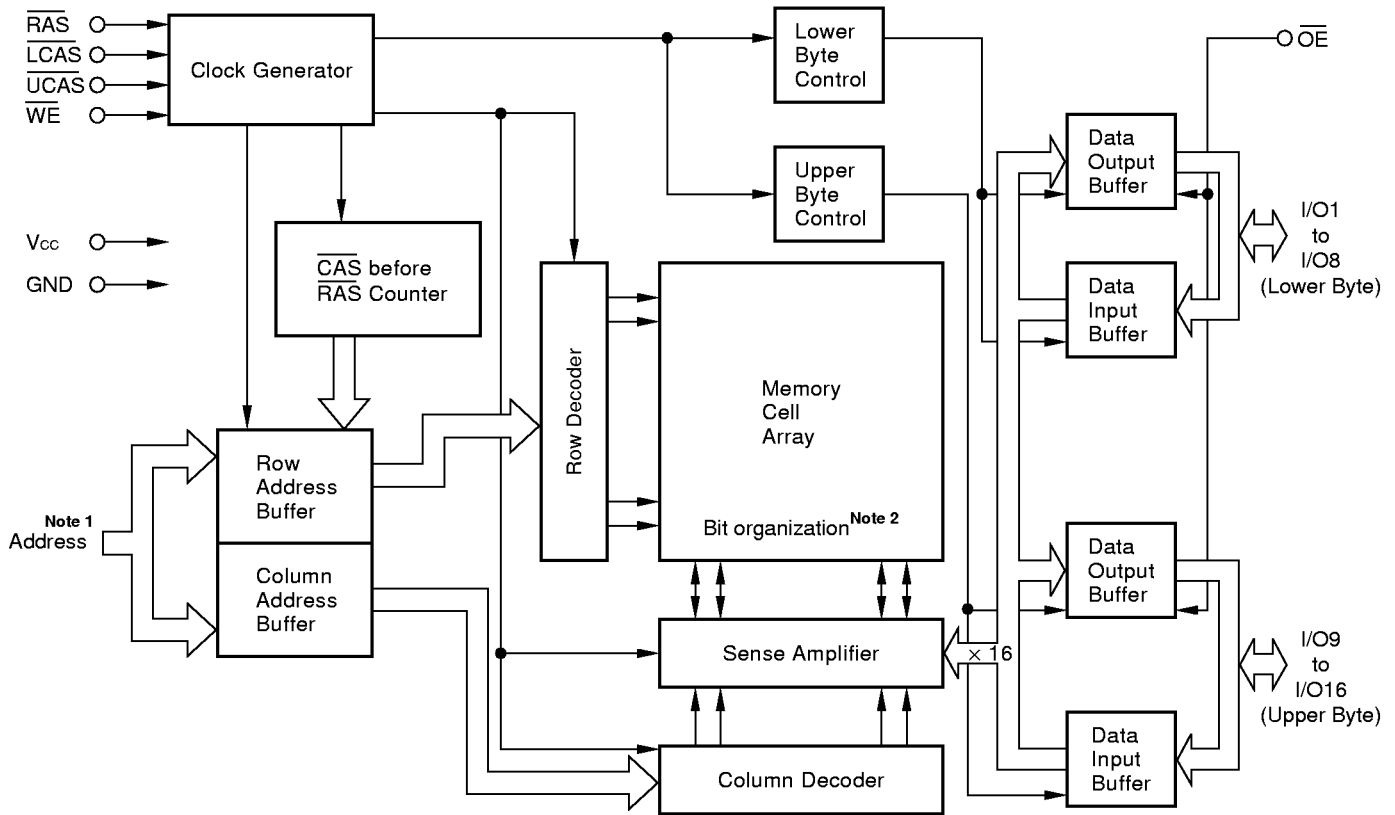 RAS
LCAS
UCAS
WE
Clock Generator
Lower
Byte
Control
OE
Upper
Byte
Control
Data
Output
Buffer
Vcc
GND
CAS before
RAS Counter
I/O1
to
I/O8
(Lower Byte)
Data
Input
Buffer
Row Decoder
Memory
Cell
Array
Bit organization Note 2
Note 1
Address
Row
Address
Buffer
Column
Address
Buffer
Data
Output
Buffer
Sense Amplifier
× 16
I/O9
to
I/O16
(Upper Byte)
Column Decoder
Data
Input
Buffer